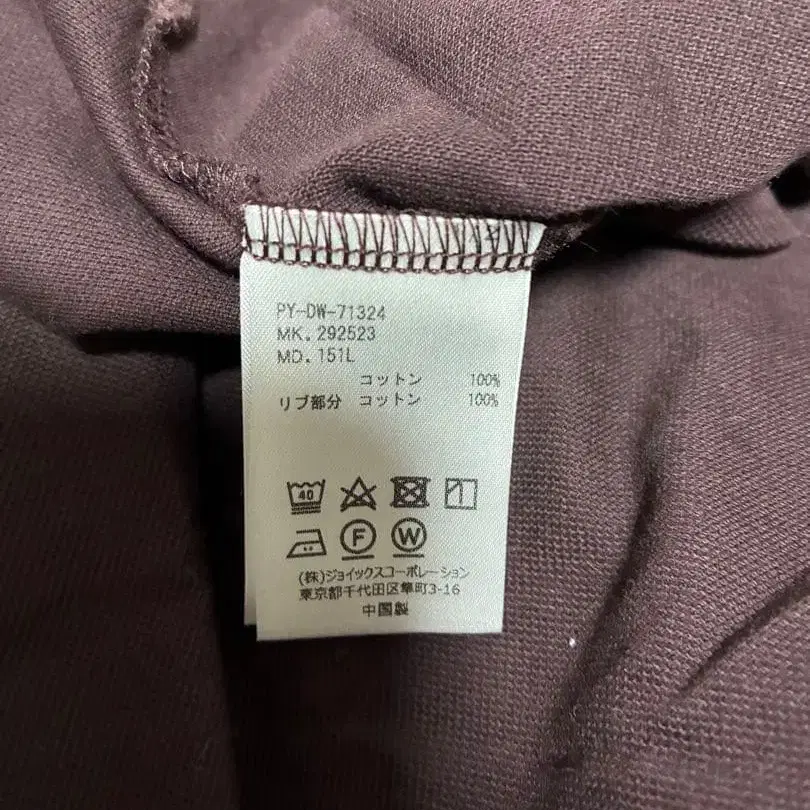 PY-DW-71324
MK. 292523
MD. 151L
コットン 100%
リブ部分 コットン 100%
40
F W
(株)ジョイックスコーポレーション
東京都千代田区隼町3-16
中国製